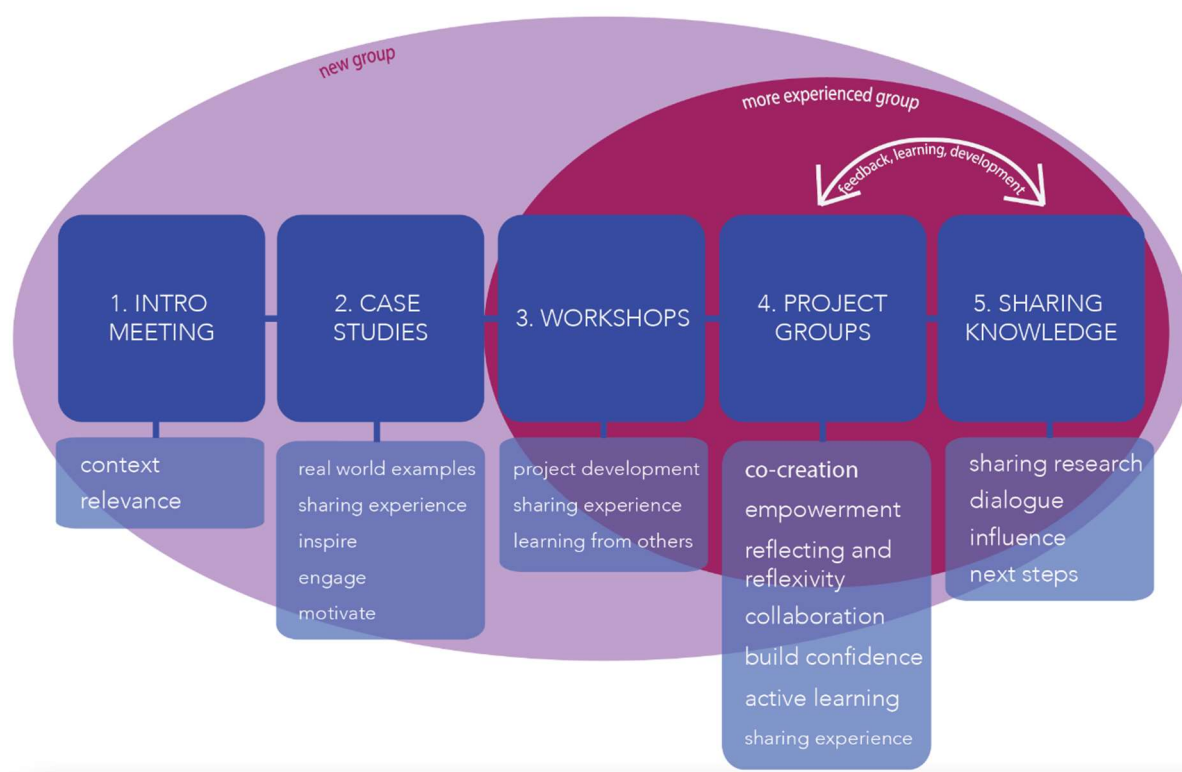 new group
more experienced group
feedback, learning, development
1. INTRO
MEETING
2. CASE
STUDIES
3. WORKSHOPS
4. PROJECT
GROUPS
5. SHARING
KNOWLEDGE
context
relevance
real world examples
sharing experience
inspire
engage
motivate
project development
sharing experience
learning from others
co-creation
empowerment
reflecting and
reflexivity
collaboration
build confidence
active learning
sharing experience
sharing research
dialogue
influence
next steps